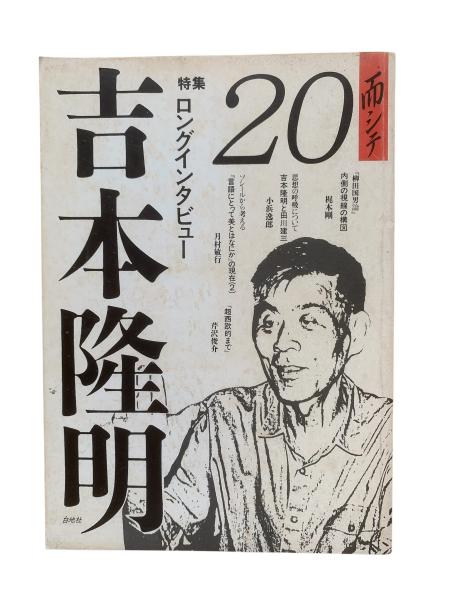 而シテ
20
特集
ロングインタビュー
吉本隆明
『柳田国男論』
内側の視線の構図
梶木剛
思想の呼吸について
吉本隆明と田川建三
小浜逸郎
ソシールから考える
『言語にとって美とはなにか』の現在(2)
月村敏行
「超西欧的まで」
芹沢俊介
白地社